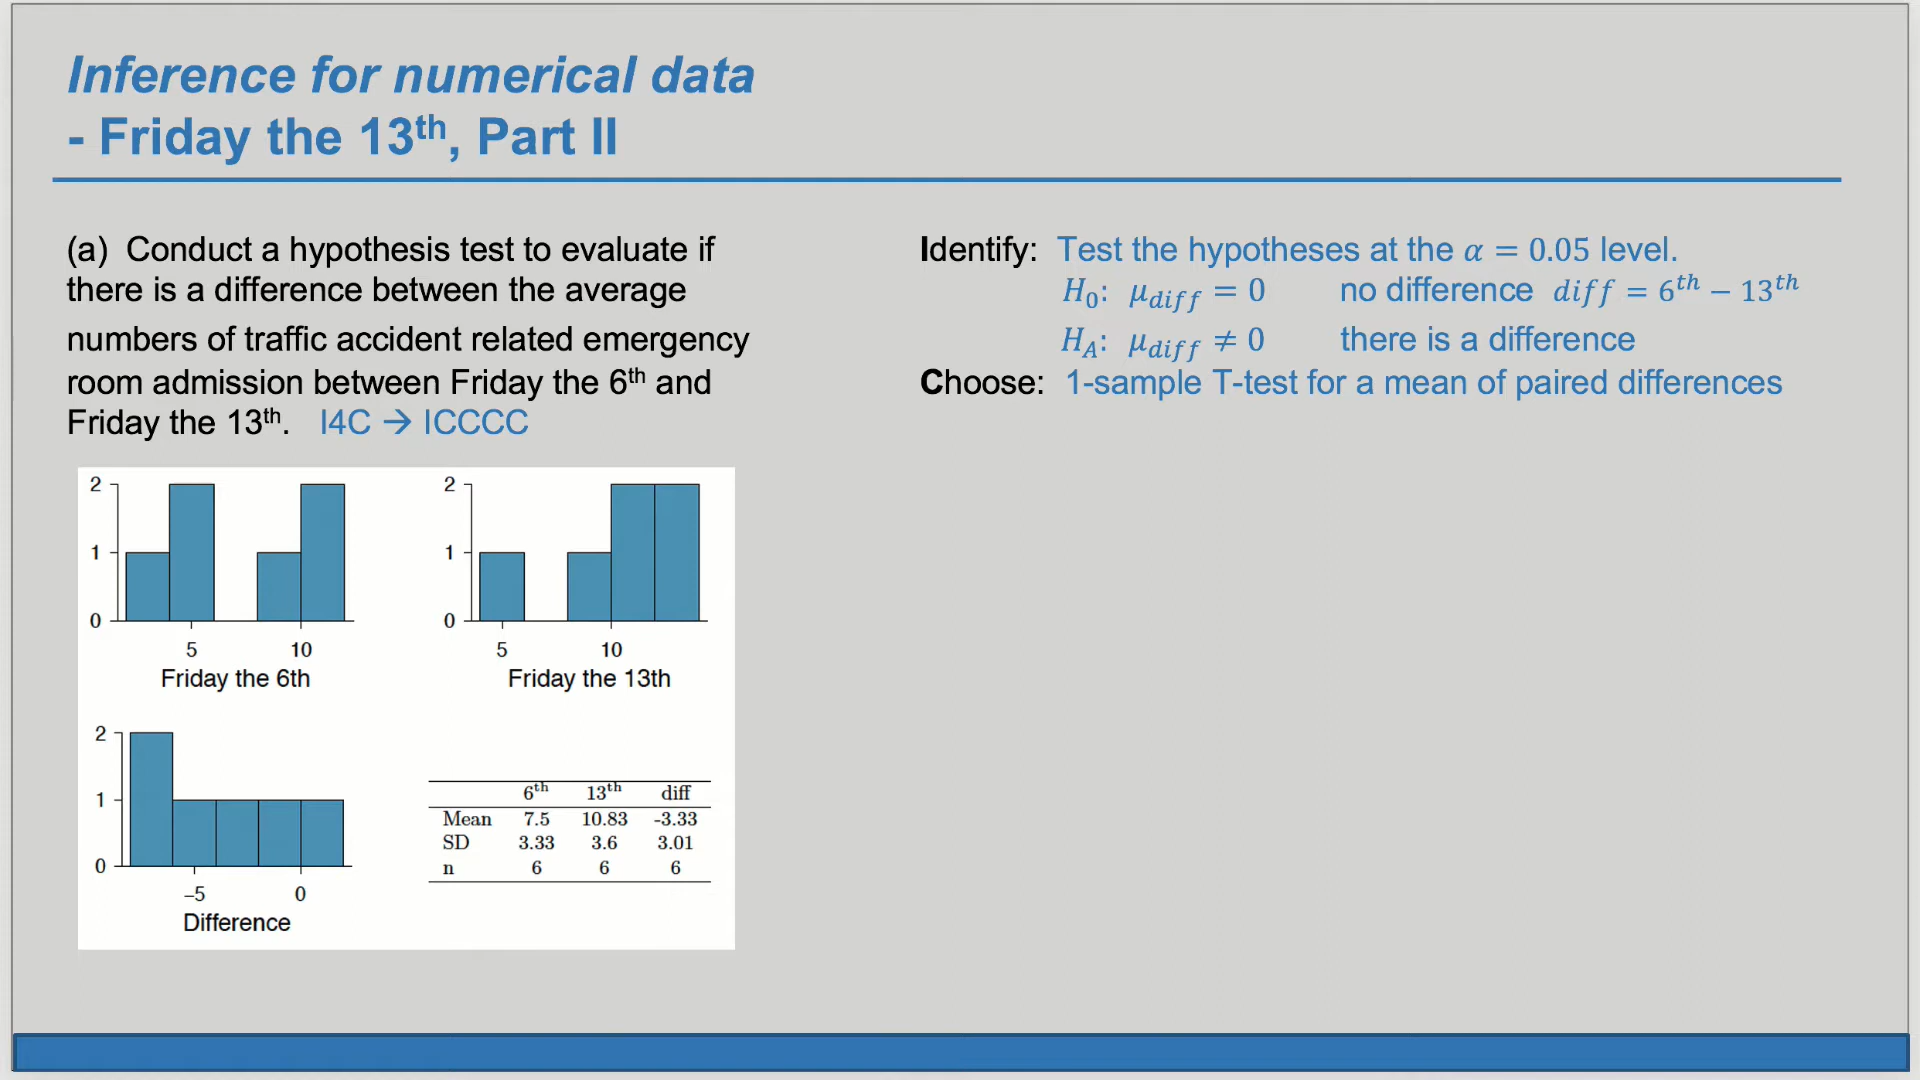 Inference for numerical data
- Friday the 13th, Part II
(a) Conduct a hypothesis test to evaluate if
there is a difference between the average
numbers of traffic accident related emergency
room admission between Friday the 6th and
Friday the 13th. I4C → ICCCC
Identify: Test the hypotheses at the α = 0.05 level.
H₀: μdiff = 0 no difference diff = 6th − 13th
HA: μdiff ≠ 0 there is a difference
Choose: 1-sample T-test for a mean of paired differences
2
1
0
5 10
Friday the 6th
2
1
0
5 10
Friday the 13th
2
1
0
−5 0
Difference
6th 13th diff
Mean 7.5 10.83 -3.33
SD 3.33 3.6 3.01
n 6 6 6